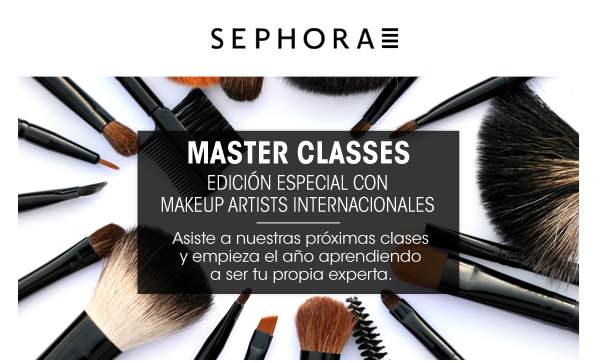 SEPHORA
MASTER CLASSES
EDICIÓN ESPECIAL CON
MAKEUP ARTISTS INTERNACIONALES
Asiste a nuestras próximas clases
y empieza el año aprendiendo
a ser tu propia experta.